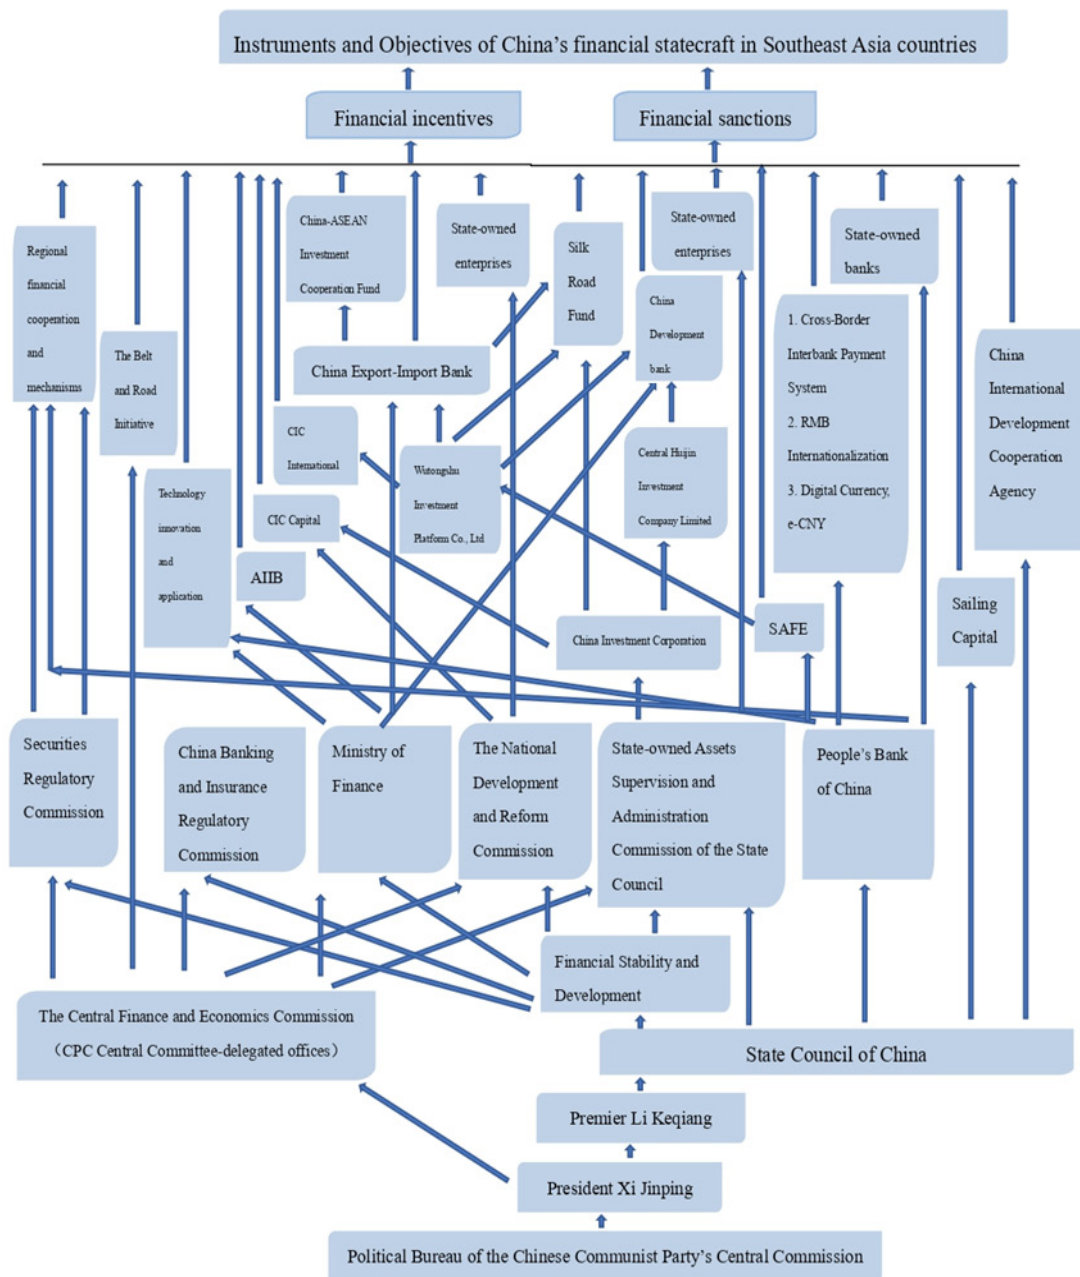 Instruments and Objectives of China’s financial statecraft in Southeast Asia countries
Financial incentives
Financial sanctions
Regional
financial
cooperation
and
mechanisms
The Belt
and Road
Initiative
Technology
innovation
and
application
China-ASEAN
Investment
Cooperation Fund
State-owned
enterprises
Silk
Road
Fund
State-owned
enterprises
China
Development
bank
State-owned
banks
1. Cross-Border
Interbank Payment
System
2. RMB
Internationalization
3. Digital Currency,
e-CNY
China
International
Development
Cooperation
Agency
China Export-Import Bank
CIC
International
CIC Capital
AIIB
Wutongshu
Investment
Platform Co., Ltd
Central Huijin
Investment
Company Limited
China Investment Corporation
SAFE
Sailing
Capital
Securities
Regulatory
Commission
China Banking
and Insurance
Regulatory
Commission
Ministry of
Finance
The National
Development
and Reform
Commission
State-owned Assets
Supervision and
Administration
Commission of the State
Council
People’s Bank
of China
Financial Stability and
Development
The Central Finance and Economics Commission
（CPC Central Committee-delegated offices）
State Council of China
Premier Li Keqiang
President Xi Jinping
Political Bureau of the Chinese Communist Party’s Central Commission